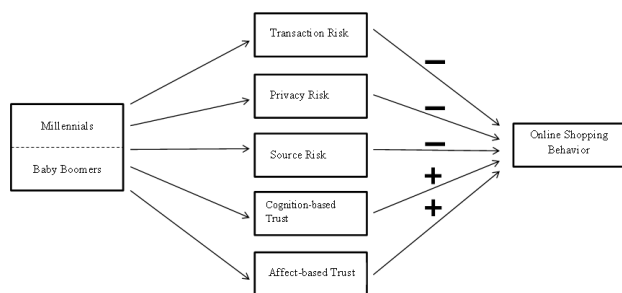 Transaction Risk
Privacy Risk
Millennials
Baby Boomers
Source Risk
Cognition-based
Trust
Affect-based Trust
Online Shopping
Behavior
−
−
−
+
+